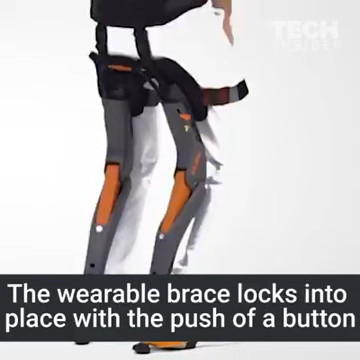 TECH
INSIDER
The wearable brace locks into
place with the push of a button